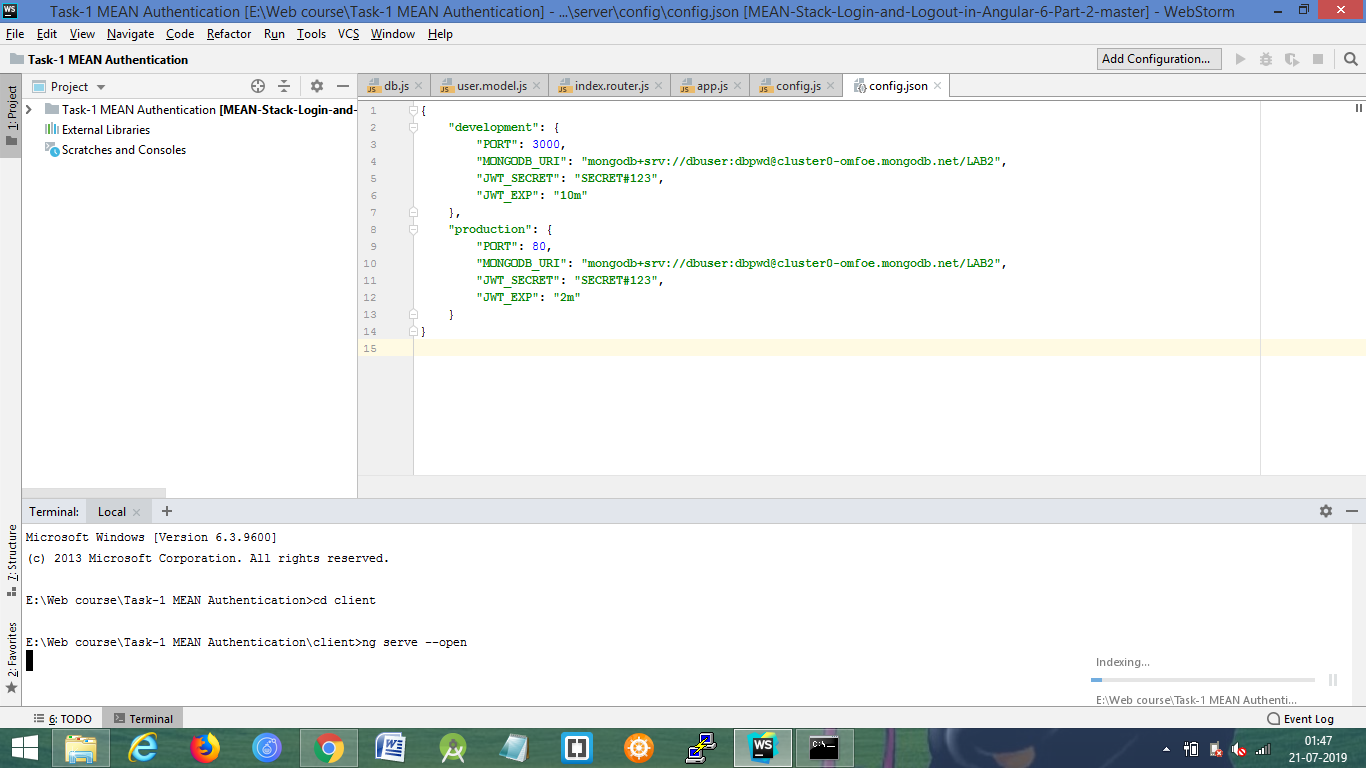 WS
Task-1 MEAN Authentication [E:\Web course\Task-1 MEAN Authentication] - ...\server\config\config.json [MEAN-Stack-Login-and-Logout-in-Angular-6-Part-2-master] - WebStorm
File Edit View Navigate Code Refactor Run Tools VCS Window Help
Task-1 MEAN Authentication
Add Configuration...
1: Project
Project
db.js user.model.js index.router.js app.js config.js config.json
Task-1 MEAN Authentication [MEAN-Stack-Login-and-
External Libraries
Scratches and Consoles
1 {
2 "development": {
3 "PORT": 3000,
4 "MONGODB_URI": "mongodb+srv://dbuser:dbpwd@cluster0-omfoe.mongodb.net/LAB2",
5 "JWT_SECRET": "SECRET#123",
6 "JWT_EXP": "10m"
7 },
8 "production": {
9 "PORT": 80,
10 "MONGODB_URI": "mongodb+srv://dbuser:dbpwd@cluster0-omfoe.mongodb.net/LAB2",
11 "JWT_SECRET": "SECRET#123",
12 "JWT_EXP": "2m"
13 }
14 }
15
Terminal: Local +
7: Structure
2: Favorites
Microsoft Windows [Version 6.3.9600]
(c) 2013 Microsoft Corporation. All rights reserved.
E:\Web course\Task-1 MEAN Authentication>cd client
E:\Web course\Task-1 MEAN Authentication\client>ng serve --open
Indexing...
E:\Web course\Task-1 MEAN Authenti...
6: TODO Terminal
Event Log
WS
C:\_
01:47
21-07-2019